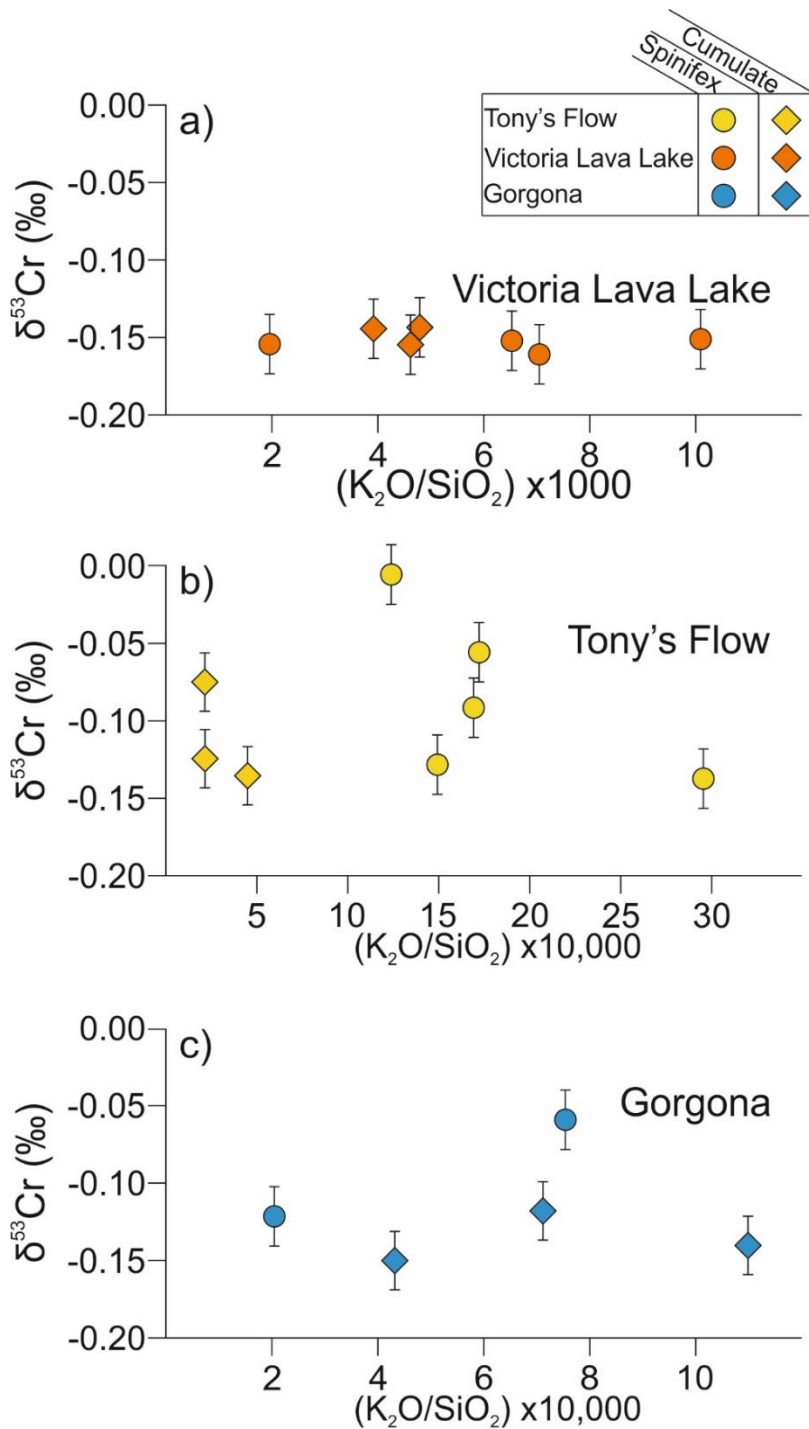 Spinifex
Cumulate
Tony's Flow
Victoria Lava Lake
Gorgona
a)
0.00
-0.05
-0.10
-0.15
-0.20
δ⁵³Cr (‰)
Victoria Lava Lake
2 4 6 8 10
(K₂O/SiO₂) x1000
b)
0.00
-0.05
-0.10
-0.15
-0.20
δ⁵³Cr (‰)
Tony's Flow
5 10 15 20 25 30
(K₂O/SiO₂) x10,000
c)
0.00
-0.05
-0.10
-0.15
-0.20
δ⁵³Cr (‰)
Gorgona
2 4 6 8 10
(K₂O/SiO₂) x10,000